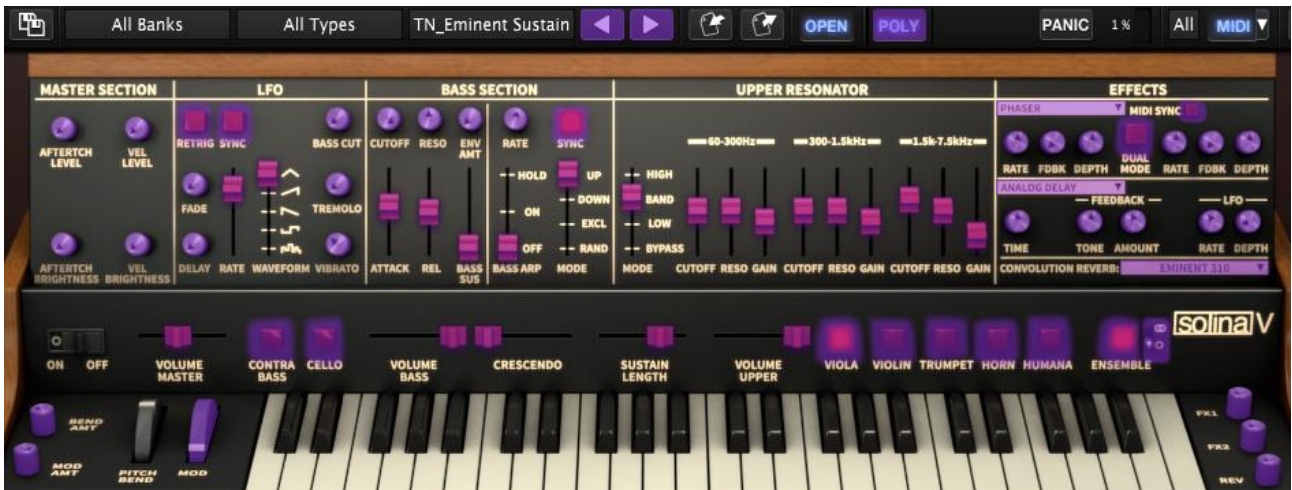 All Banks All Types TN_Eminent Sustain OPEN POLY PANIC 1 % All MIDI
MASTER SECTION LFO BASS SECTION UPPER RESONATOR EFFECTS
PHASER MIDI SYNC
RETRIG SYNC BASS CUT CUTOFF RESO ENV AMT RATE SYNC 60-300Hz 300-1.5kHz 1.5k-7.5kHz
AFTERTCH LEVEL VEL LEVEL
RATE FDBK DEPTH DUAL MODE RATE FDBK DEPTH
HOLD UP HIGH
ANALOG DELAY
DOWN BAND
FADE TREMOLO ON EXCL LOW FEEDBACK LFO
OFF RAND BYPASS
TIME TONE AMOUNT RATE DEPTH
AFTERTCH BRIGHTNESS VEL BRIGHTNESS DELAY RATE WAVEFORM VIBRATO ATTACK REL BASS SUS BASS ARP MODE MODE CUTOFF RESO GAIN CUTOFF RESO GAIN CUTOFF RESO GAIN CONVOLUTION REVERB: EMINENT 310
solina V
ON OFF VOLUME MASTER CONTRA BASS CELLO VOLUME BASS CRESCENDO SUSTAIN LENGTH VOLUME UPPER VIOLA VIOLIN TRUMPET HORN HUMANA ENSEMBLE
BEND AMT FX1
FX2
MOD AMT PITCH BEND MOD REV